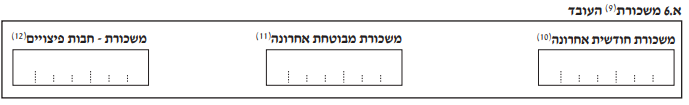 א.6 משכורת(9) העובד
משכורת חודשית אחרונה(10) משכורת מבוטחת אחרונה(11) משכורת - חבות פיצויים(12)